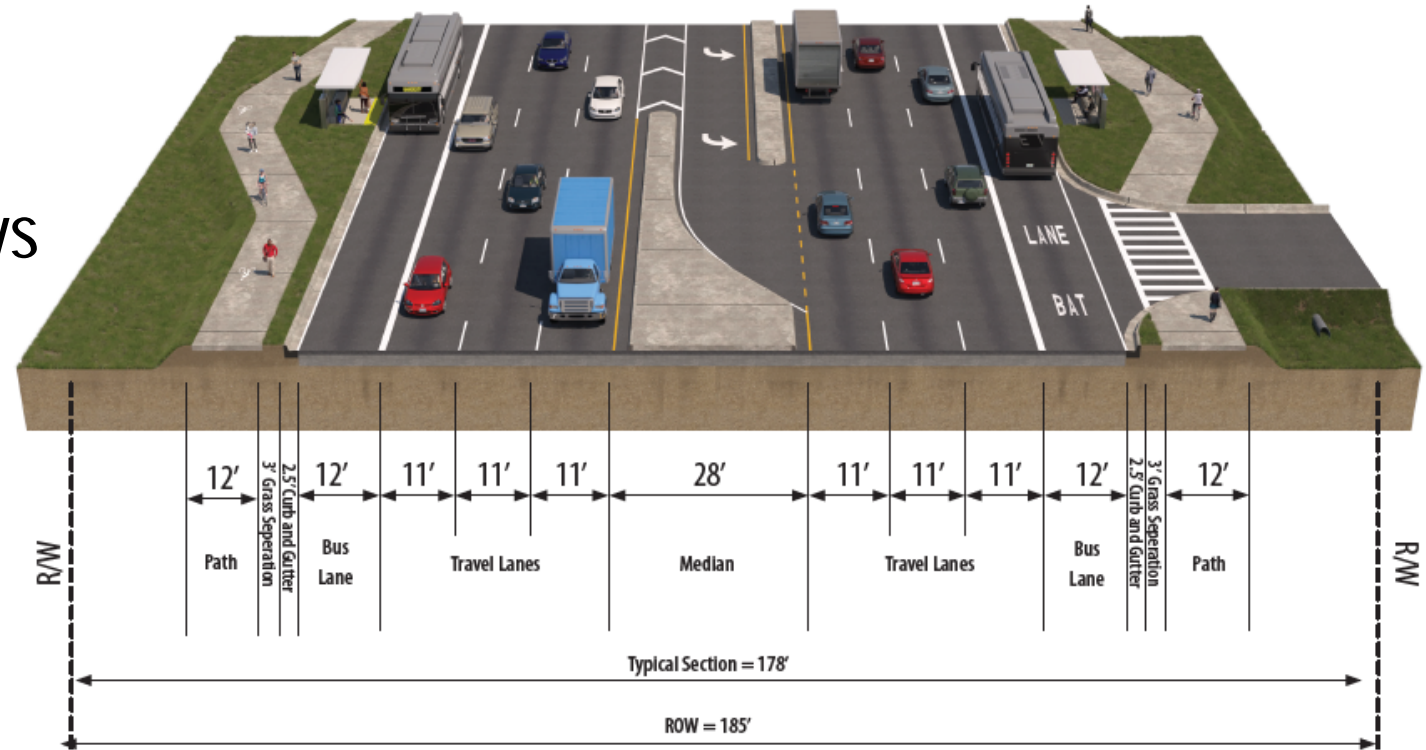 WS
LANE
BAT
12’ 3’ Grass Seperation 2.5’ Curb and Gutter 12’ 11’ 11’ 11’ 28’ 11’ 11’ 11’ 12’ 2.5’ Curb and Gutter 3’ Grass Seperation 12’
R/W Path Bus Lane Travel Lanes Median Travel Lanes Bus Lane Path R/W
Typical Section = 178’
ROW = 185’